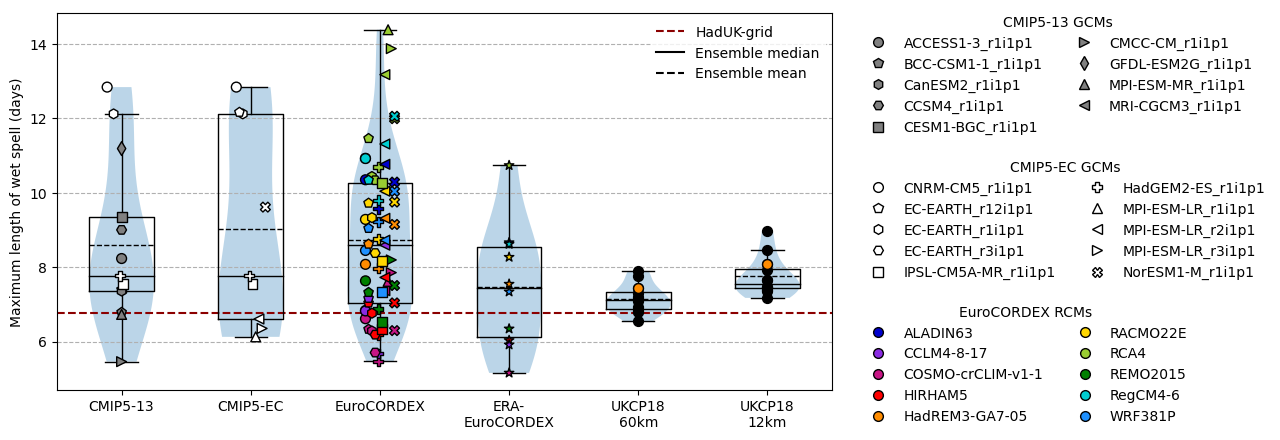 Maximum length of wet spell (days)
14
12
10
8
6
HadUK-grid
Ensemble median
Ensemble mean
CMIP5-13
CMIP5-EC
EuroCORDEX
ERA-
EuroCORDEX
UKCP18
60km
UKCP18
12km
CMIP5-13 GCMs
ACCESS1-3_r1i1p1
BCC-CSM1-1_r1i1p1
CanESM2_r1i1p1
CCSM4_r1i1p1
CESM1-BGC_r1i1p1
CMCC-CM_r1i1p1
GFDL-ESM2G_r1i1p1
MPI-ESM-MR_r1i1p1
MRI-CGCM3_r1i1p1
CMIP5-EC GCMs
CNRM-CM5_r1i1p1
EC-EARTH_r12i1p1
EC-EARTH_r1i1p1
EC-EARTH_r3i1p1
IPSL-CM5A-MR_r1i1p1
HadGEM2-ES_r1i1p1
MPI-ESM-LR_r1i1p1
MPI-ESM-LR_r2i1p1
MPI-ESM-LR_r3i1p1
NorESM1-M_r1i1p1
EuroCORDEX RCMs
ALADIN63
CCLM4-8-17
COSMO-crCLIM-v1-1
HIRHAM5
HadREM3-GA7-05
RACMO22E
RCA4
REMO2015
RegCM4-6
WRF381P